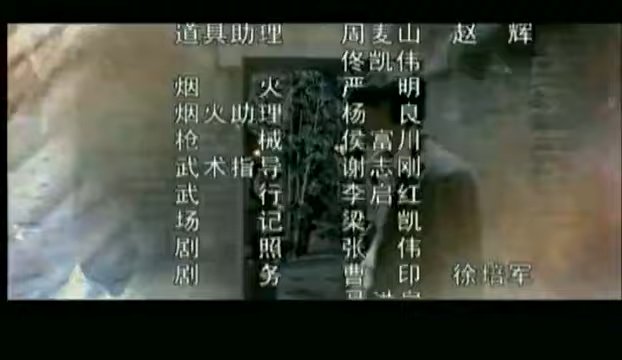 道具助理 周麦山 赵辉
佟凯伟
烟火 严明
烟火助理 杨良
枪械 侯富川
武术指导 谢志刚
武行 李启红
场记 梁凯
剧照 张伟
剧务 曹印 徐培军